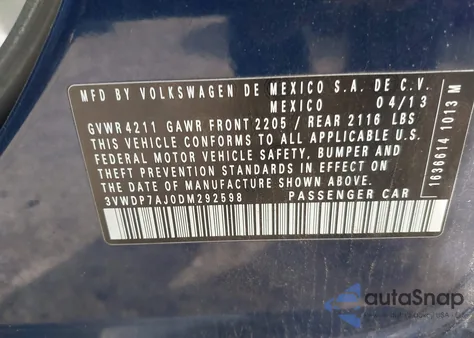 MFD BY VOLKSWAGEN DE MEXICO S.A. DE C.V.
MEXICO 04/13
GVWR 4211 GAWR FRONT 2205 / REAR 2116 LBS
THIS VEHICLE CONFORMS TO ALL APPLICABLE U.S.
FEDERAL MOTOR VEHICLE SAFETY, BUMPER, AND
THEFT PREVENTION STANDARDS IN EFFECT ON
THE DATE OF MANUFACTURE SHOWN ABOVE.
3VWDP7AJ0DM292598 PASSENGER CAR
1636614 1013 M
autoSnap